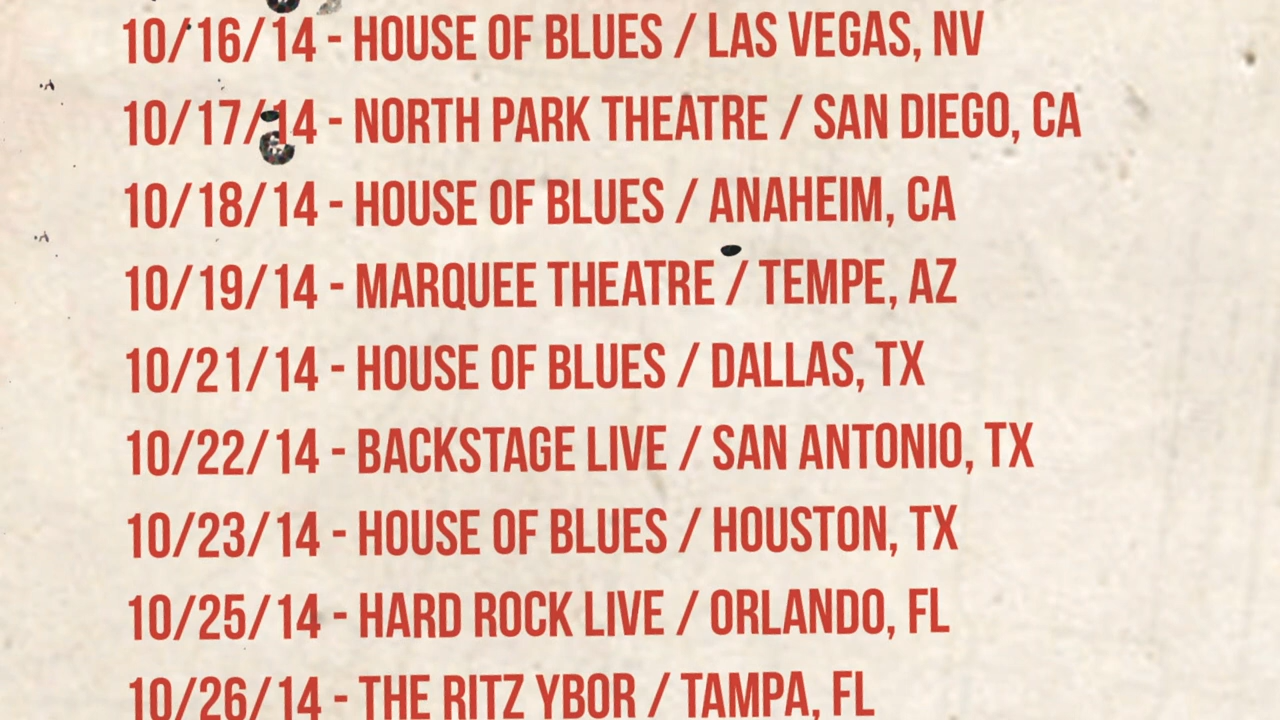 10/16/14 - HOUSE OF BLUES / LAS VEGAS, NV
10/17/14 - NORTH PARK THEATRE / SAN DIEGO, CA
10/18/14 - HOUSE OF BLUES / ANAHEIM, CA
10/19/14 - MARQUEE THEATRE / TEMPE, AZ
10/21/14 - HOUSE OF BLUES / DALLAS, TX
10/22/14 - BACKSTAGE LIVE / SAN ANTONIO, TX
10/23/14 - HOUSE OF BLUES / HOUSTON, TX
10/25/14 - HARD ROCK LIVE / ORLANDO, FL
10/26/14 - THE RITZ YBOR / TAMPA, FL